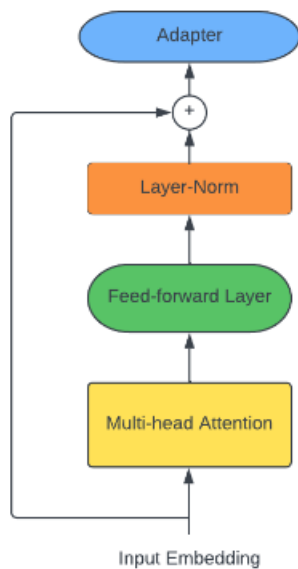 Adapter
+
Layer-Norm
Feed-forward Layer
Multi-head Attention
Input Embedding